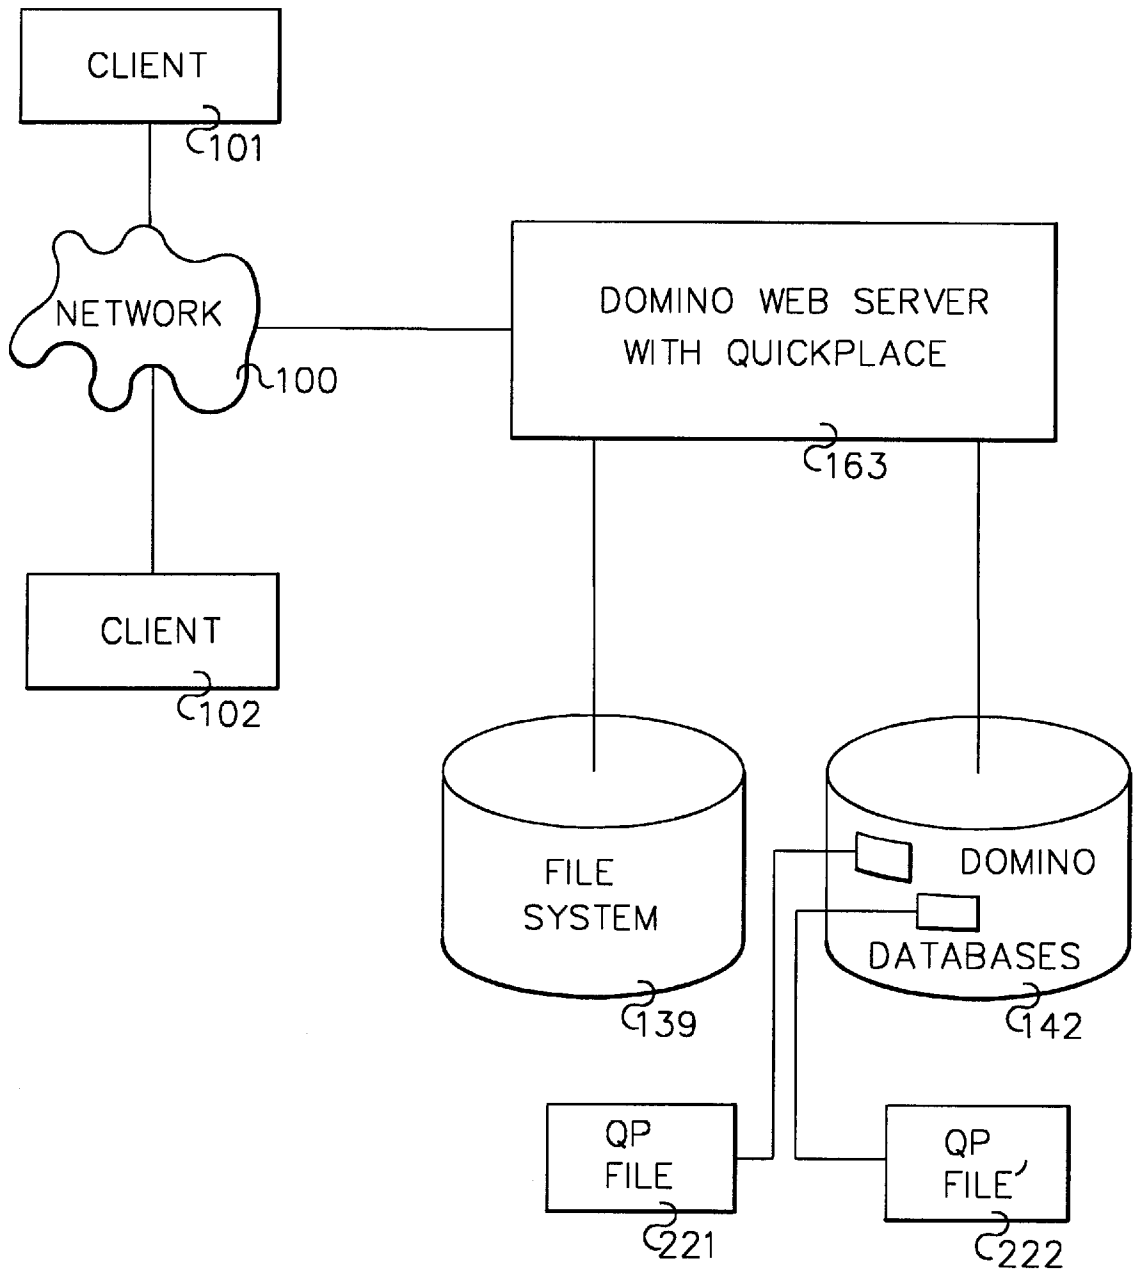 CLIENT
101
NETWORK
100
DOMINO WEB SERVER
WITH QUICKPLACE
163
CLIENT
102
FILE
SYSTEM
139
DOMINO
DATABASES
142
QP
FILE
221
QP
FILE'
222